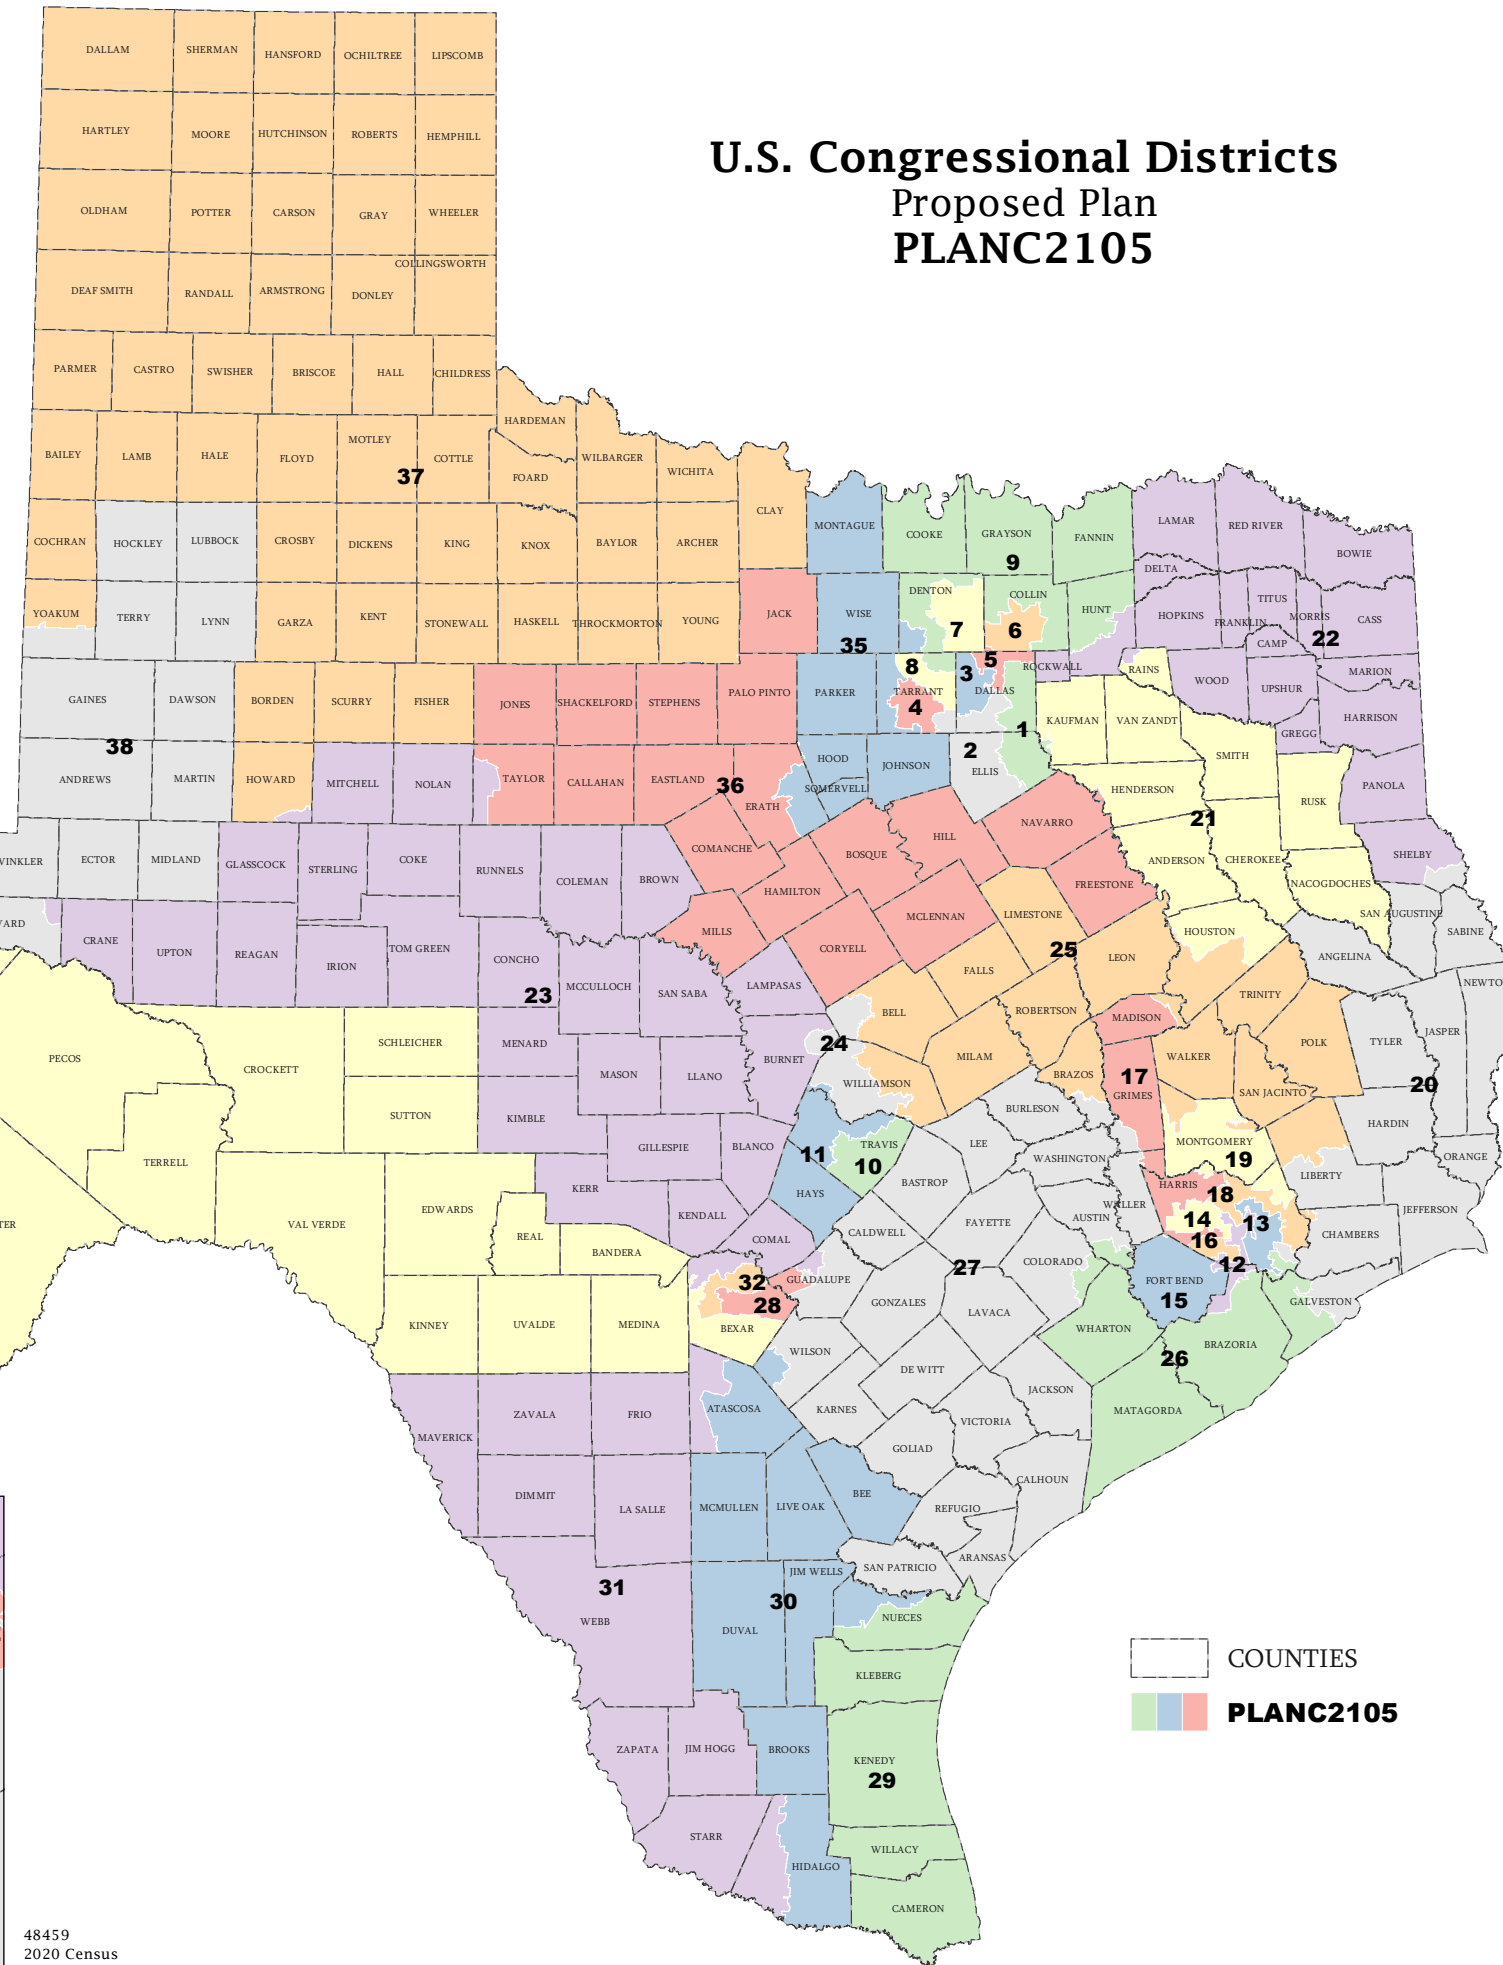 U.S. Congressional Districts
Proposed Plan
PLANC2105
DALLAM
SHERMAN
HANSFORD
OCHILTREE
LIPSCOMB
HARTLEY
MOORE
HUTCHINSON
ROBERTS
HEMPHILL
OLDHAM
POTTER
CARSON
GRAY
WHEELER
COLLINGSWORTH
DEAF SMITH
RANDALL
ARMSTRONG
DONLEY
PARMER
CASTRO
SWISHER
BRISCOE
HALL
CHILDRESS
HARDEMAN
BAILEY
LAMB
HALE
FLOYD
MOTLEY
COTTLE
37
FOARD
WILBARGER
WICHITA
CLAY
MONTAGUE
COOKE
GRAYSON
9
FANNIN
LAMAR
RED RIVER
BOWIE
COCHRAN
HOCKLEY
LUBBOCK
CROSBY
DICKENS
KING
KNOX
BAYLOR
ARCHER
DELTA
YOAKUM
TERRY
LYNN
GARZA
KENT
STONEWALL
HASKELL
THROCKMORTON
YOUNG
JACK
WISE
35
DENTON
7
COLLIN
6
HUNT
HOPKINS
FRANKLIN
TITUS
MORRIS
CAMP
22
CASS
GAINES
DAWSON
BORDEN
SCURRY
FISHER
JONES
SHACKELFORD
STEPHENS
PALO PINTO
PARKER
8
TARRANT
4
3
5
DALLAS
ROCKWALL
RAINS
WOOD
UPSHUR
MARION
HARRISON
GREGG
38
1
KAUFMAN
VAN ZANDT
SMITH
ANDREWS
MARTIN
HOWARD
MITCHELL
NOLAN
TAYLOR
CALLAHAN
EASTLAND
36
ERATH
HOOD
SOMERVELL
JOHNSON
2
ELLIS
HENDERSON
RUSK
PANOLA
21
WINKLER
ECTOR
MIDLAND
GLASSCOCK
STERLING
COKE
RUNNELS
COLEMAN
BROWN
COMANCHE
BOSQUE
HILL
NAVARRO
ANDERSON
CHEROKEE
SHELBY
HAMILTON
FREESTONE
NACOGDOCHES
SAN AUGUSTINE
SABINE
WARD
CRANE
UPTON
REAGAN
IRION
TOM GREEN
CONCHO
MILLS
CORYELL
MCLENNAN
LIMESTONE
25
LEON
HOUSTON
ANGELINA
23
MCCULLOCH
SAN SABA
LAMPASAS
FALLS
BELL
ROBERTSON
TRINITY
NEWTO
PECOS
CROCKETT
SCHLEICHER
MENARD
MASON
LLANO
BURNET
24
MILAM
MADISON
WALKER
POLK
TYLER
JASPER
20
SUTTON
KIMBLE
WILLIAMSON
BRAZOS
17
GRIMES
SAN JACINTO
HARDIN
BURLESON
TERRELL
GILLESPIE
BLANCO
11
TRAVIS
10
LEE
WASHINGTON
MONTGOMERY
19
ORANGE
LIBERTY
KERR
HAYS
BASTROP
HARRIS
18
VAL VERDE
EDWARDS
REAL
KENDALL
COMAL
CALDWELL
FAYETTE
AUSTIN
WALLER
14
13
16
CHAMBERS
JEFFERSON
TER
BANDERA
32
GUADALUPE
27
COLORADO
12
28
FORT BEND
15
GALVESTON
KINNEY
UVALDE
MEDINA
BEXAR
GONZALES
LAVACA
WHARTON
BRAZORIA
26
WILSON
DE WITT
JACKSON
MATAGORDA
ZAVALA
FRIO
ATASCOSA
KARNES
VICTORIA
MAVERICK
GOLIAD
CALHOUN
DIMMIT
LA SALLE
MCMULLEN
LIVE OAK
BEE
REFUGIO
ARANSAS
SAN PATRICIO
JIM WELLS
31
30
WEBB
DUVAL
NUECES
KLEBERG
COUNTIES
PLANC2105
ZAPATA
JIM HOGG
BROOKS
KENEDY
29
STARR
HIDALGO
WILLACY
CAMERON
48459
2020 Census